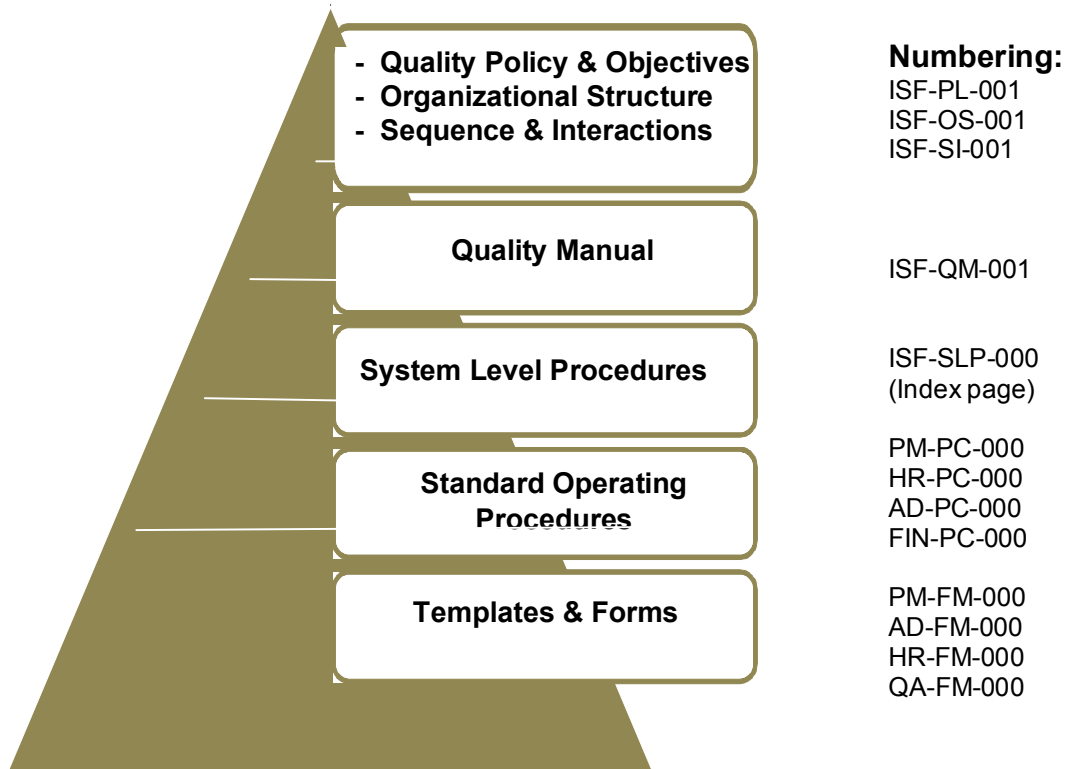 - Quality Policy & Objectives
- Organizational Structure
- Sequence & Interactions
Numbering:
ISF-PL-001
ISF-OS-001
ISF-SI-001
Quality Manual
ISF-QM-001
System Level Procedures
ISF-SLP-000
(Index page)
Standard Operating
Procedures
PM-PC-000
HR-PC-000
AD-PC-000
FIN-PC-000
Templates & Forms
PM-FM-000
AD-FM-000
HR-FM-000
QA-FM-000